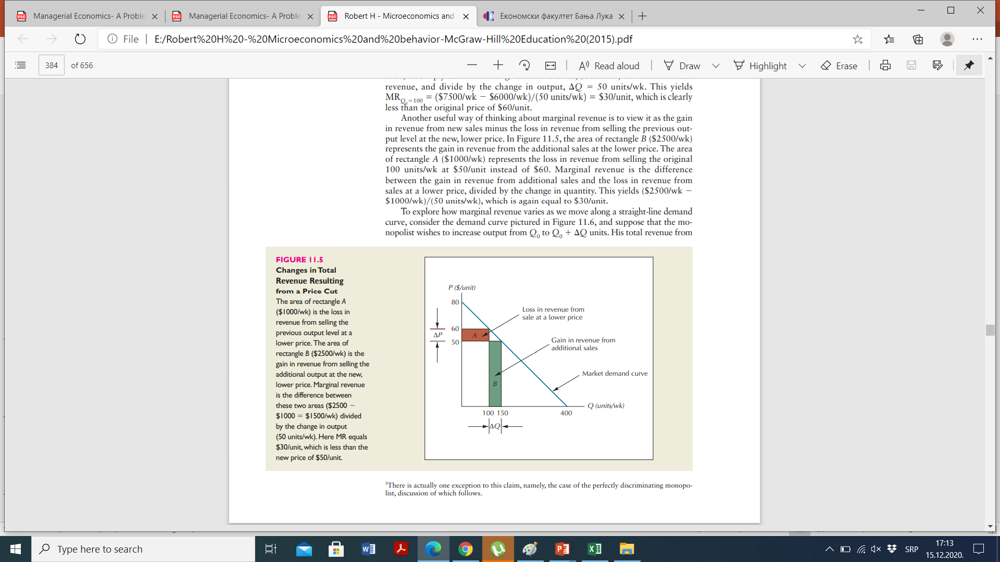 Managerial Economics- A Proble
Managerial Economics- A Proble
Robert H - Microeconomics and
Економски факултет Бања Лука
File
E:/Robert%20H%20-%20Microeconomics%20and%20behavior-McGraw-Hill%20Education%20(2015).pdf
384 of 656
Read aloud
Draw
Highlight
Erase
revenue, and divide by the change in output, ΔQ = 50 units/wk. This yields
MR Q₀=100 = ($7500/wk − $6000/wk)/(50 units/wk) = $30/unit, which is clearly
less than the original price of $60/unit.
Another useful way of thinking about marginal revenue is to view it as the gain
in revenue from new sales minus the loss in revenue from selling the previous out-
put level at the new, lower price. In Figure 11.5, the area of rectangle B ($2500/wk)
represents the gain in revenue from the additional sales at the lower price. The area
of rectangle A ($1000/wk) represents the loss in revenue from selling the original
100 units/wk at $50/unit instead of $60. Marginal revenue is the difference
between the gain in revenue from additional sales and the loss in revenue from
sales at a lower price, divided by the change in quantity. This yields ($2500/wk −
$1000/wk)/(50 units/wk), which is again equal to $30/unit.
To explore how marginal revenue varies as we move along a straight-line demand
curve, consider the demand curve pictured in Figure 11.6, and suppose that the mo-
nopolist wishes to increase output from Q₀ to Q₀ + ΔQ units. His total revenue from
FIGURE 11.5
Changes in Total
Revenue Resulting
from a Price Cut
The area of rectangle A
($1000/wk) is the loss in
revenue from selling the
previous output level at a
lower price. The area of
rectangle B ($2500/wk) is the
gain in revenue from selling the
additional output at the new,
lower price. Marginal revenue
is the difference between
these two areas ($2500 −
$1000 = $1500/wk) divided
by the change in output
(50 units/wk). Here MR equals
$30/unit, which is less than the
new price of $50/unit.
P ($/unit)
80
Loss in revenue from
sale at a lower price
60
ΔP
A
50
Gain in revenue from
additional sales
Market demand curve
B
Q (units/wk)
100 150
400
ΔQ
⁵There is actually one exception to this claim, namely, the case of the perfectly discriminating monopo-
list, discussion of which follows.
Type here to search
SRP
17:13
15.12.2020.